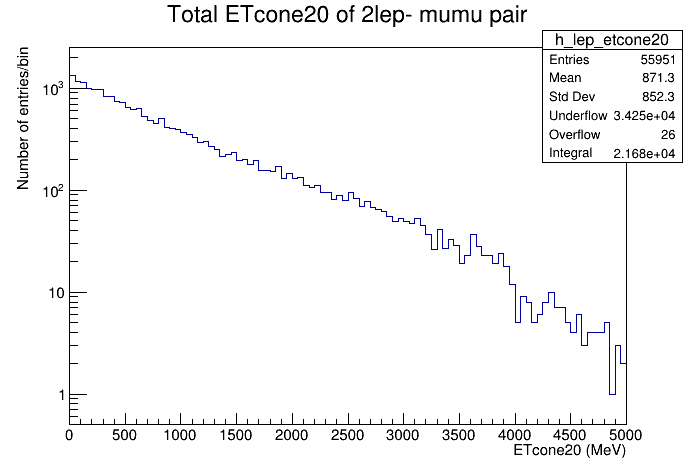 Total ETcone20 of 2lep- mumu pair
h_lep_etcone20
Entries 55951
Mean 871.3
Std Dev 852.3
Underflow 3.425e+04
Overflow 26
Integral 2.168e+04
Number of entries/bin
10³
10²
10
1
0 500 1000 1500 2000 2500 3000 3500 4000 4500 5000
ETcone20 (MeV)